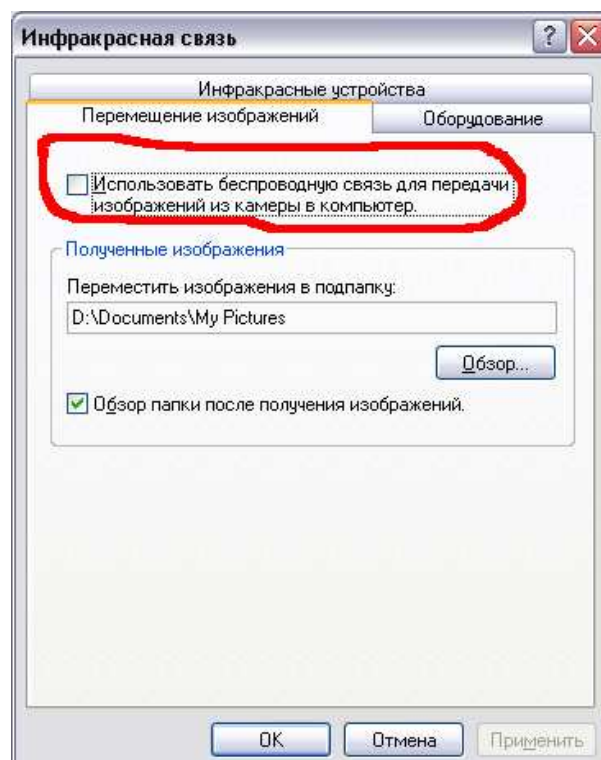 Инфракрасная связь
Инфракрасные устройства
Перемещение изображений
Оборудование
Использовать беспроводную связь для передачи
изображений из камеры в компьютер.
Полученные изображения
Переместить изображения в подпапку:
D:\Documents\My Pictures
Обзор...
Обзор папки после получения изображений.
OK
Отмена
Применить